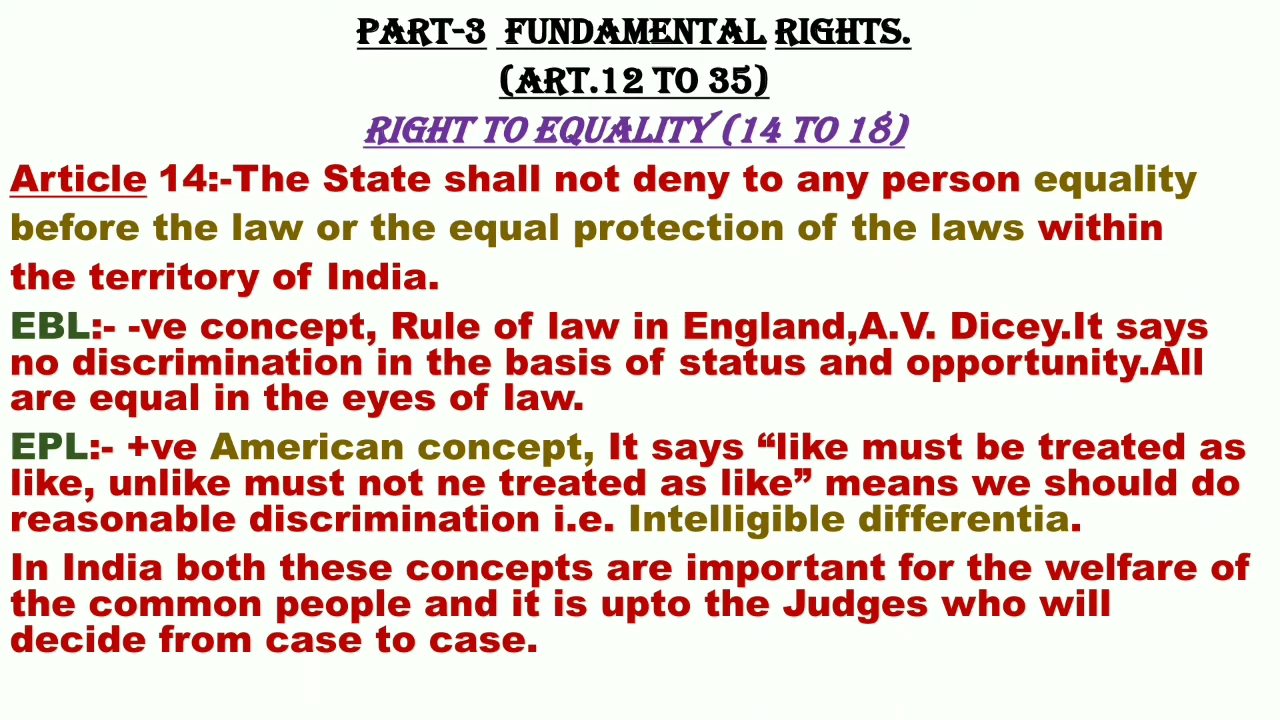 PART-3 FUNDAMENTAL RIGHTS.
(ART.12 TO 35)
RIGHT TO EQUALITY (14 TO 18)
Article 14:-The State shall not deny to any person equality
before the law or the equal protection of the laws within
the territory of India.
EBL:- -ve concept, Rule of law in England,A.V. Dicey.It says
no discrimination in the basis of status and opportunity.All
are equal in the eyes of law.
EPL:- +ve American concept, It says “like must be treated as
like, unlike must not ne treated as like” means we should do
reasonable discrimination i.e. Intelligible differentia.
In India both these concepts are important for the welfare of
the common people and it is upto the Judges who will
decide from case to case.